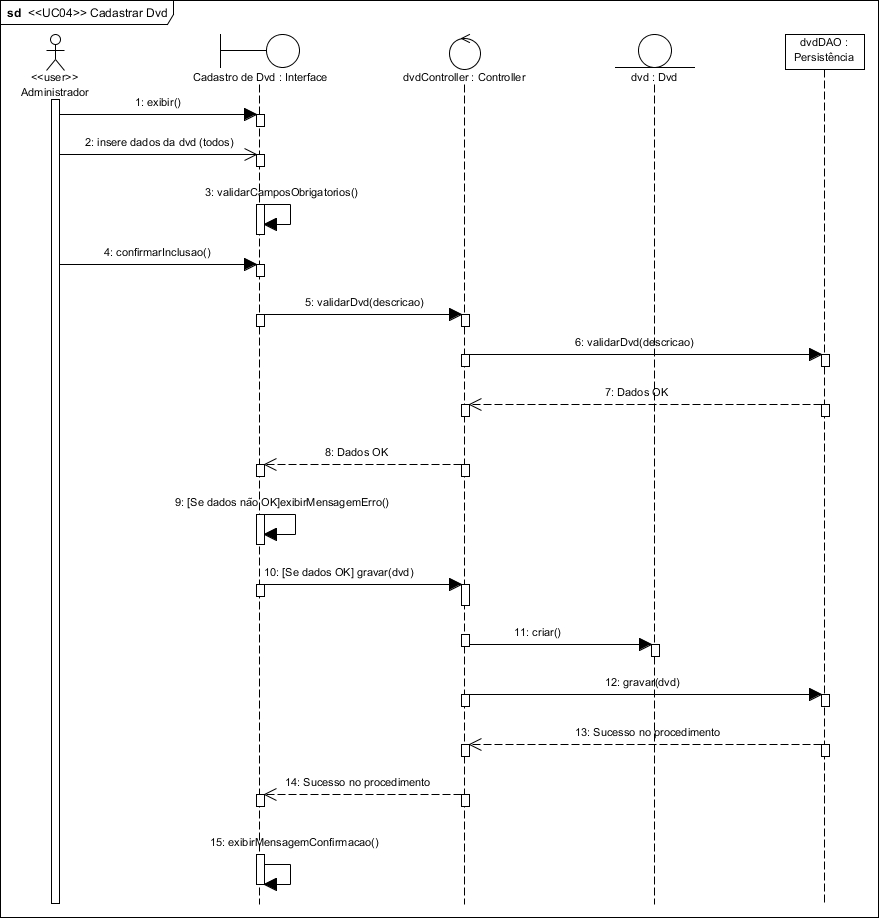 sd <<UC04>> Cadastrar Dvd
<<user>>
Administrador
Cadastro de Dvd : Interface
dvdController : Controller
dvd : Dvd
dvdDAO :
Persistência
1: exibir()
2: insere dados da dvd (todos)
3: validarCamposObrigatorios()
4: confirmarInclusao()
5: validarDvd(descricao)
6: validarDvd(descricao)
7: Dados OK
8: Dados OK
9: [Se dados não OK]exibirMensagemErro()
10: [Se dados OK] gravar(dvd)
11: criar()
12: gravar(dvd)
13: Sucesso no procedimento
14: Sucesso no procedimento
15: exibirMensagemConfirmacao()